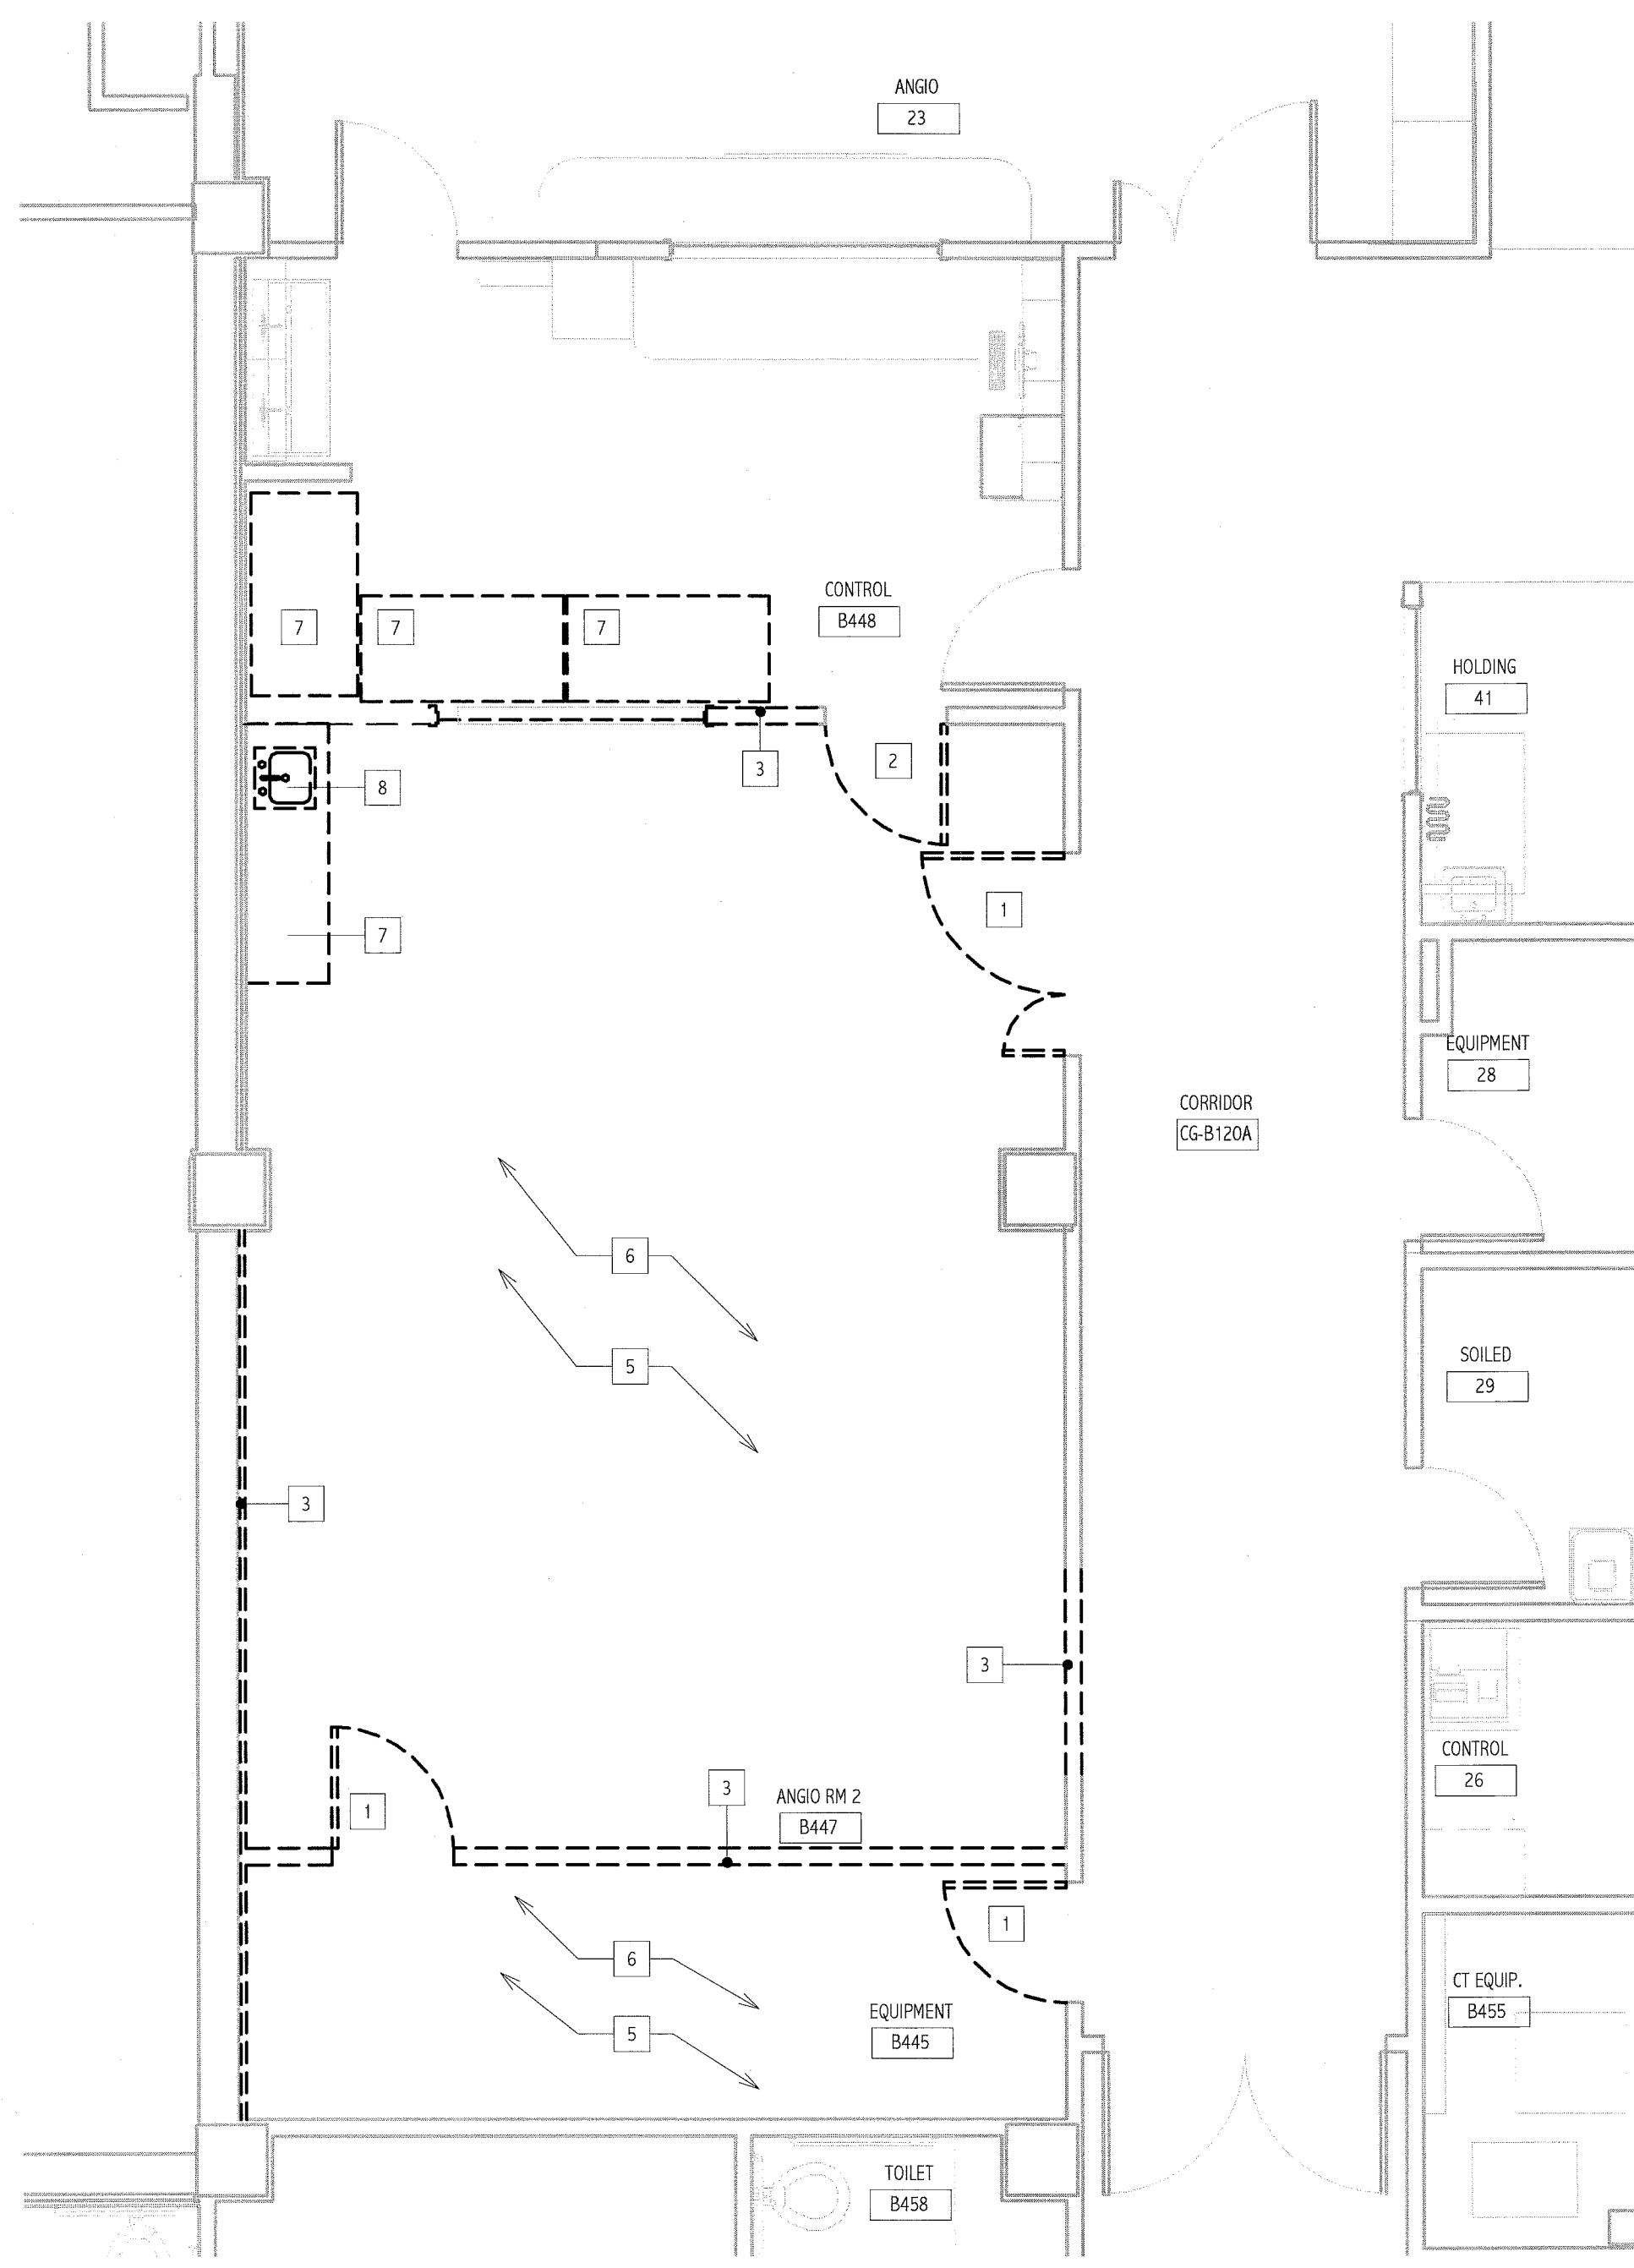 ANGIO
23
CONTROL
B448
7
7
7
HOLDING
41
3
2
8
1
7
EQUIPMENT
28
CORRIDOR
CG-B120A
6
5
SOILED
29
3
3
CONTROL
26
3
1
ANGIO RM 2
B447
1
6
5
EQUIPMENT
B445
CT EQUIP.
B455
TOILET
B458